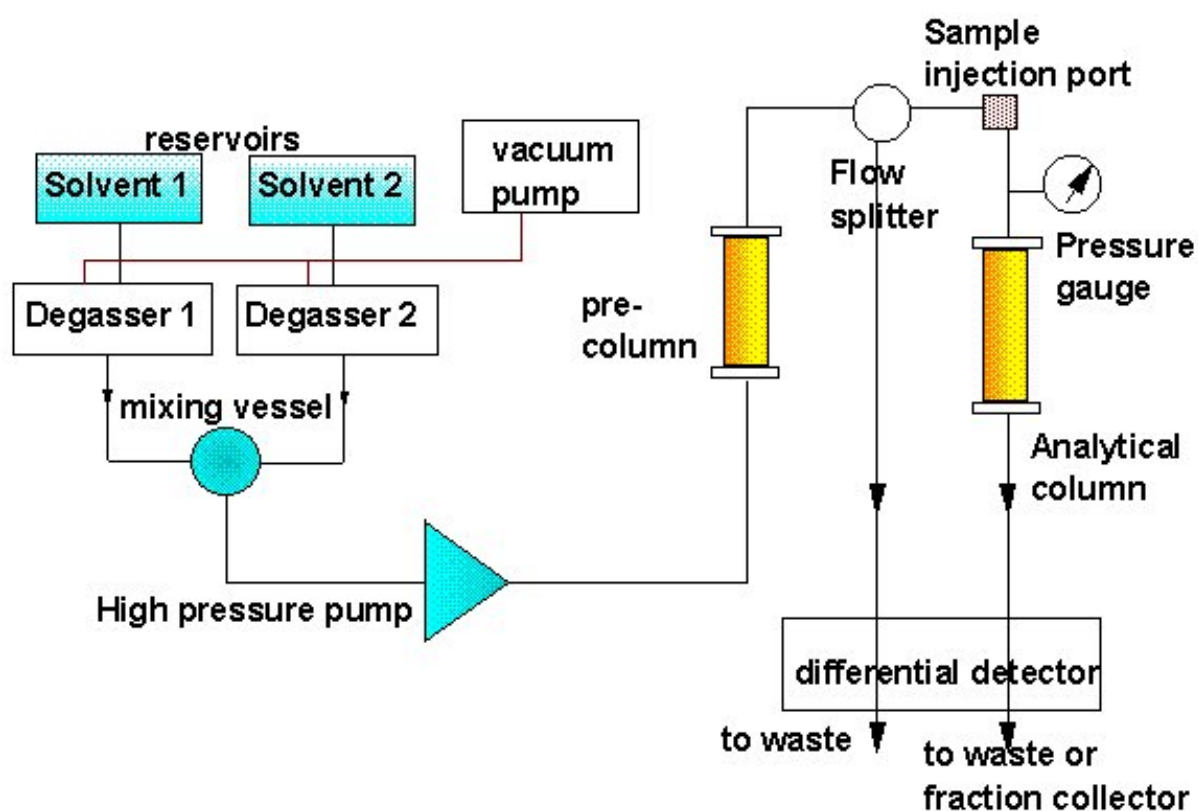 Sample
injection port
reservoirs
Solvent 1
Solvent 2
vacuum
pump
Flow
splitter
Pressure
gauge
Degasser 1
Degasser 2
pre-
column
mixing vessel
Analytical
column
High pressure pump
differential detector
to waste
to waste or
fraction collector